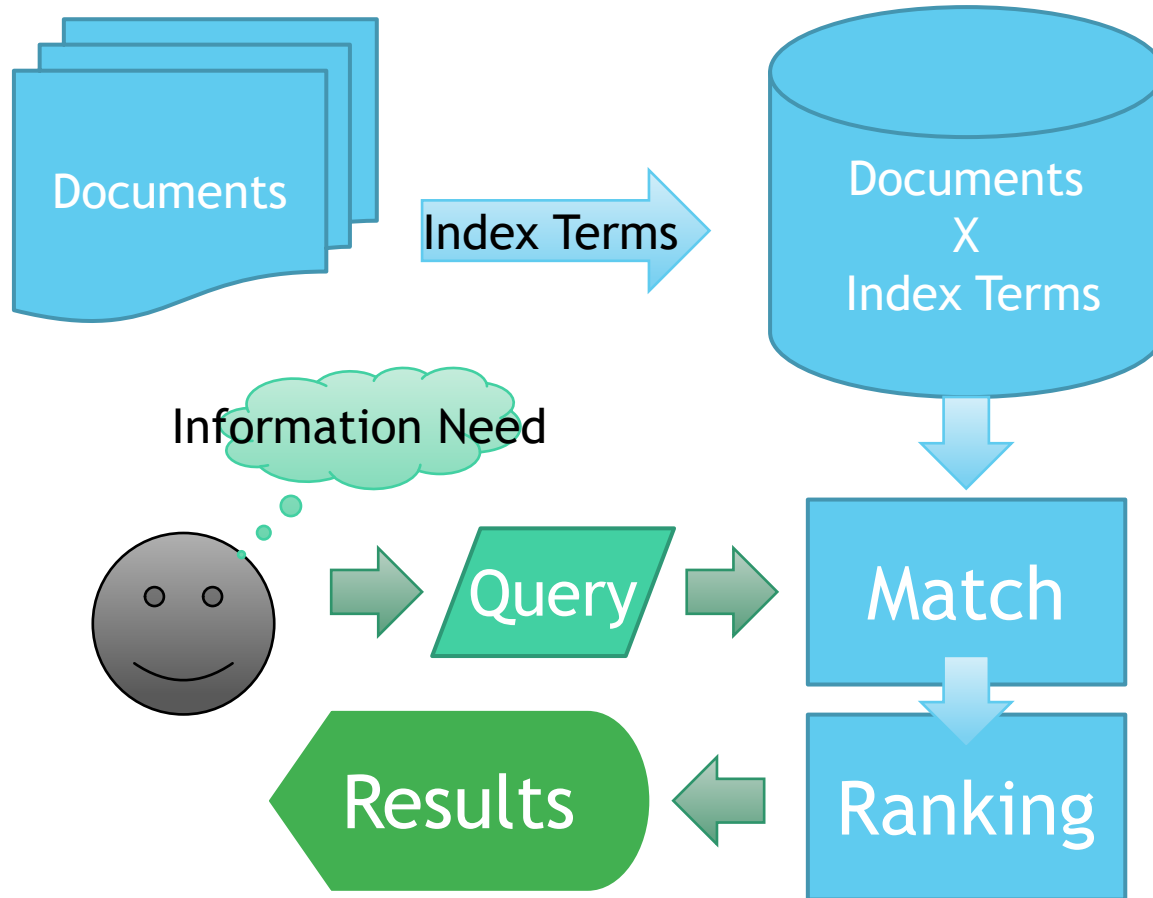 Documents
Index Terms
Documents
X
Index Terms
Information Need
Query
Match
Results
Ranking